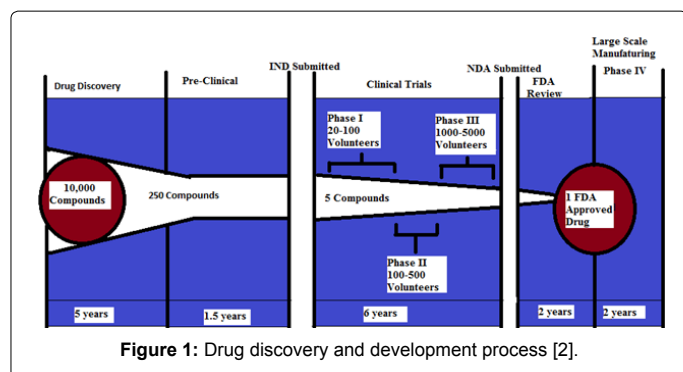 Large Scale
Manufaturing
IND Submitted
NDA Submitted
Drug Discovery
Pre-Clinical
Clinical Trials
FDA
Review
Phase IV
Phase I
20-100
Volunteers
Phase III
1000-5000
Volunteers
10,000
Compounds
250 Compounds
5 Compounds
1 FDA
Approved
Drug
Phase II
100-500
Volunteers
5 years
1.5 years
6 years
2 years
2 years
Figure 1: Drug discovery and development process [2].